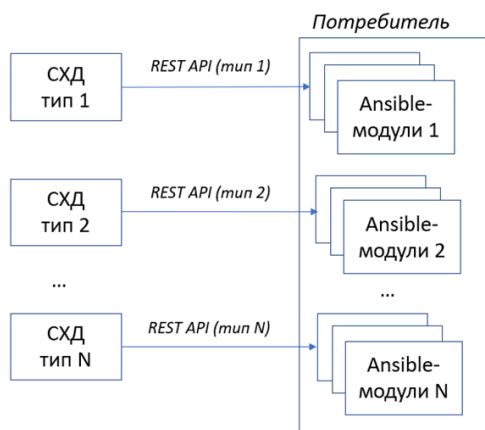 Потребитель
СХД
тип 1
REST API (тип 1)
Ansible-
модули 1
СХД
тип 2
REST API (тип 2)
Ansible-
модули 2
...
...
СХД
тип N
REST API (тип N)
Ansible-
модули N